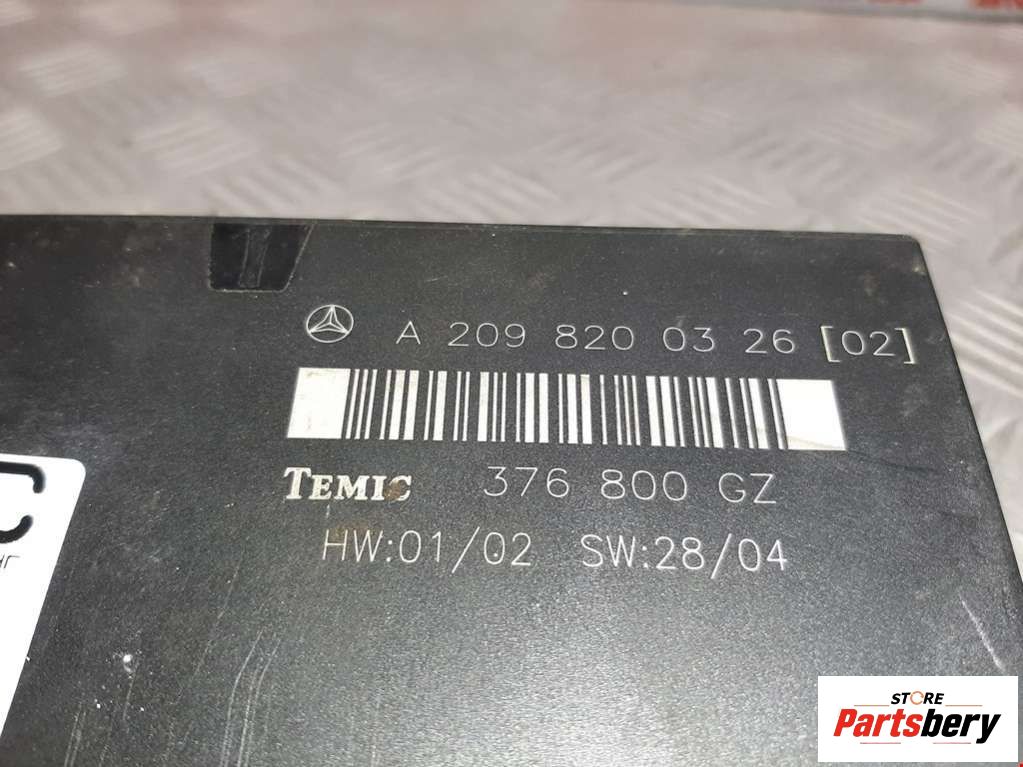 A 209 820 03 26 [02]
TEMIC 376 800 GZ
HW:01/02 SW:28/04
STORE
Partsbery